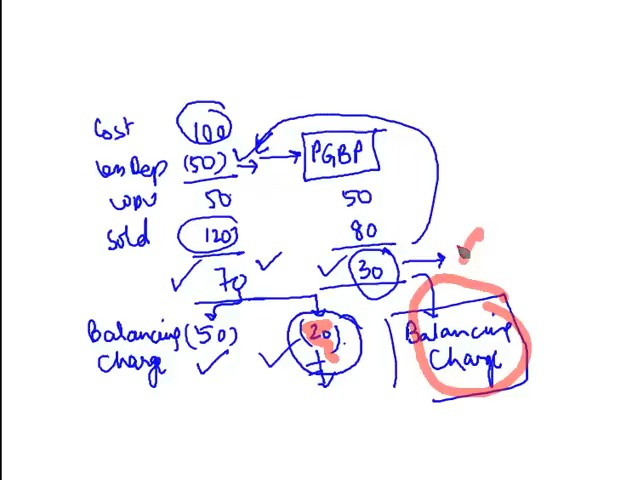 Cost 100
Less Dep (50) → → PGBP
WDV 50 50
Sold 120 80
70 30 →
Balancing (50) (20) Balancing
Charge Charge